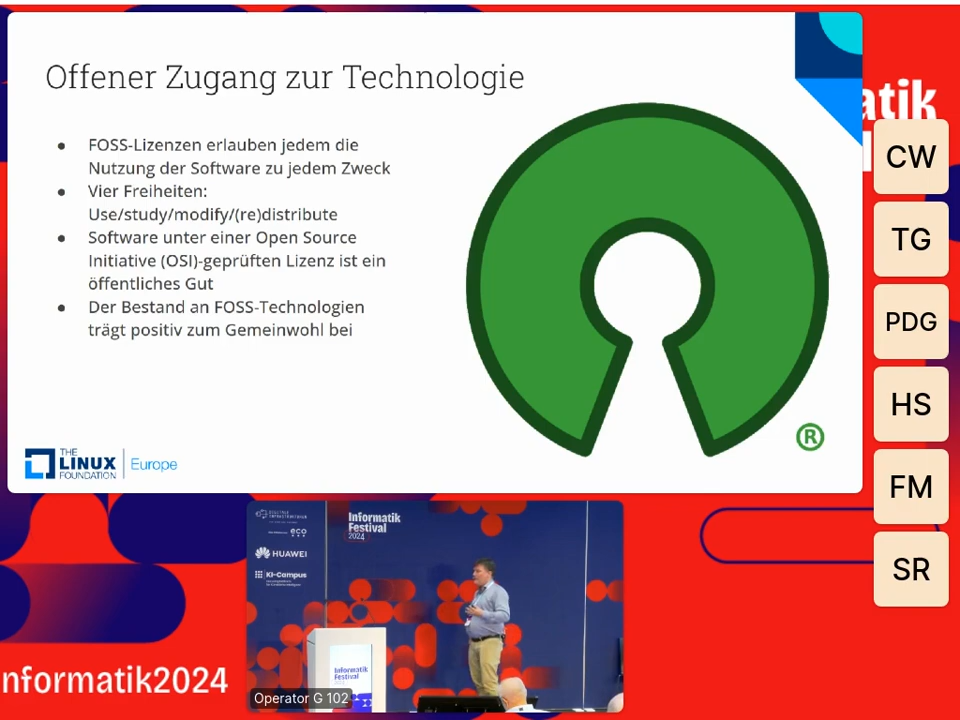 Offener Zugang zur Technologie
FOSS-Lizenzen erlauben jedem die
Nutzung der Software zu jedem Zweck
Vier Freiheiten:
Use/study/modify/(re)distribute
Software unter einer Open Source
Initiative (OSI)-geprüften Lizenz ist ein
öffentliches Gut
Der Bestand an FOSS-Technologien
trägt positiv zum Gemeinwohl bei
®
THE
LINUX
FOUNDATION
Europe
atik
CW
TG
PDG
HS
FM
SR
eco
HUAWEI
KI-Campus
Informatik
Festival
2024
Informatik
Festival
Operator G 102
nformatik2024